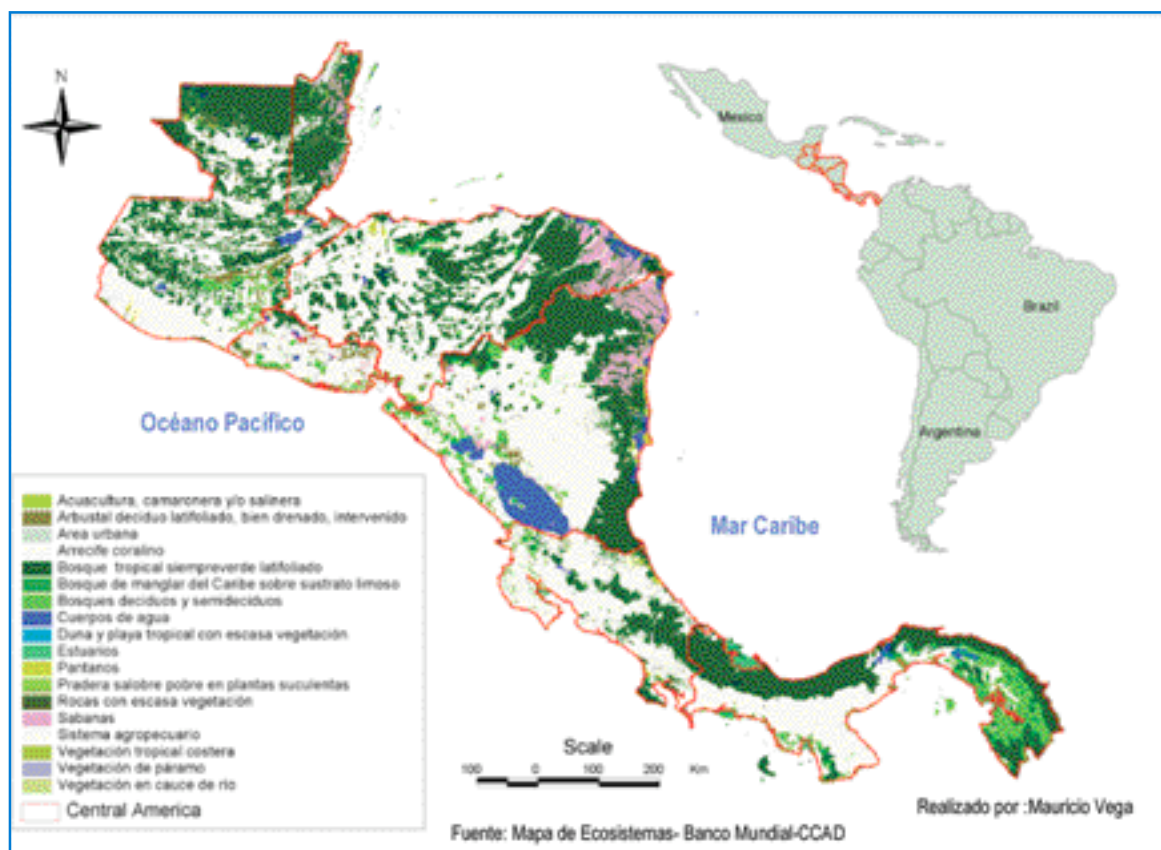 N
Mexico
Brazil
Argentina
Océano Pacífico
Mar Caribe
Acuacultura, camaronera y/o salinera
Arbustal deciduo latifoliado, bien drenado, intervenido
Area urbana
Arrecife coralino
Bosque tropical siempreverde latifoliado
Bosque de manglar del Caribe sobre sustrato limoso
Bosques deciduos y semideciduos
Cuerpos de agua
Duna y playa tropical con escasa vegetación
Estuarios
Pantanos
Pradera salobre pobre en plantas suculentas
Rocas con escasa vegetación
Sabanas
Sistema agropecuario
Vegetación tropical costera
Vegetación de páramo
Vegetación en cauce de río
Central America
Scale
100 0 100 200 Km
Realizado por :Mauricio Vega
Fuente: Mapa de Ecosistemas- Banco Mundial-CCAD